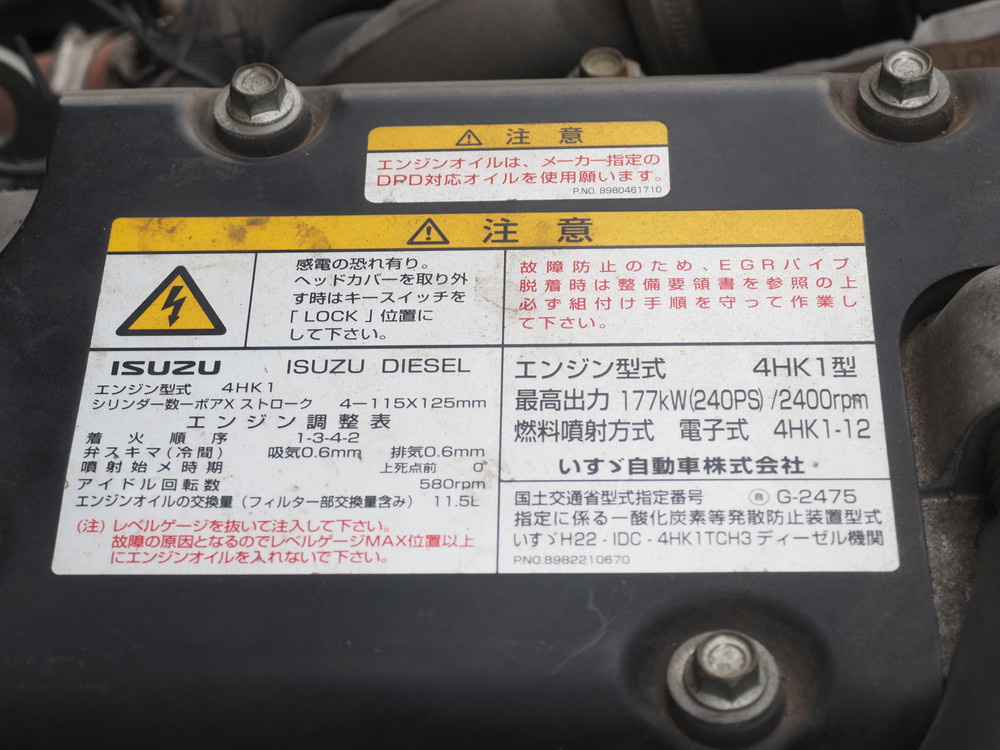 注意
エンジンオイルは、メーカー指定の
DPD対応オイルを使用願います。
P.NO. 8980461710
注意
感電の恐れ有り。
ヘッドカバーを取り外
す時はキースイッチを
「LOCK」位置に
して下さい。
故障防止のため、EGRパイプ
脱着時は整備要領書を参照の上
必ず組付け手順を守って作業し
て下さい。
ISUZU ISUZU DIESEL
エンジン型式 4HK1
シリンダー数ーボアX ストローク 4ー115X125mm
エンジン調整表
着火順序 1-3-4-2
弁スキマ(冷間) 吸気0.6mm 排気0.6mm
噴射始メ時期 上死点前 0°
アイドル回転数 580rpm
エンジンオイルの交換量 (フィルター部交換量含み) 11.5L
(注) レベルゲージを抜いて注入して下さい。
故障の原因となるのでレベルゲージMAX位置以上
にエンジンオイルを入れないで下さい。
エンジン型式 4HK1型
最高出力 177kW(240PS) /2400rpm
燃料噴射方式 電子式 4HK1-12
いすゞ自動車株式会社
国土交通省型式指定番号 自 G-2475
指定に係る一酸化炭素等発散防止装置型式
いすゞH22 - IDC - 4HK1TCH3 ディーゼル機関
P.NO.8982210670